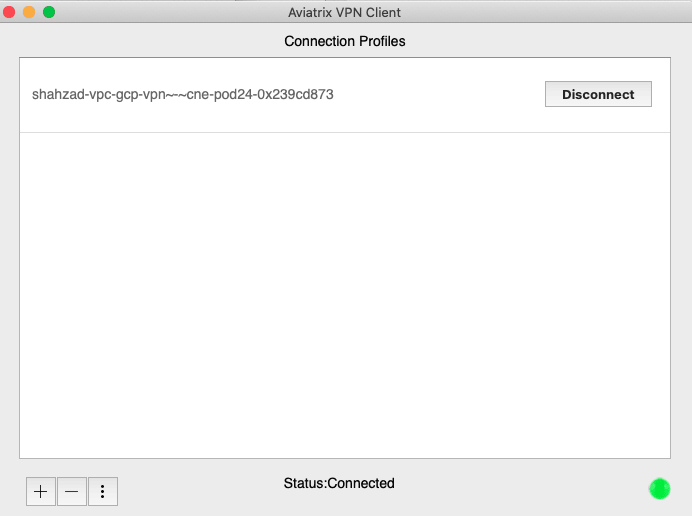 Aviatrix VPN Client
Connection Profiles
shahzad-vpc-gcp-vpn~-~cne-pod24-0x239cd873
Disconnect
Status:Connected